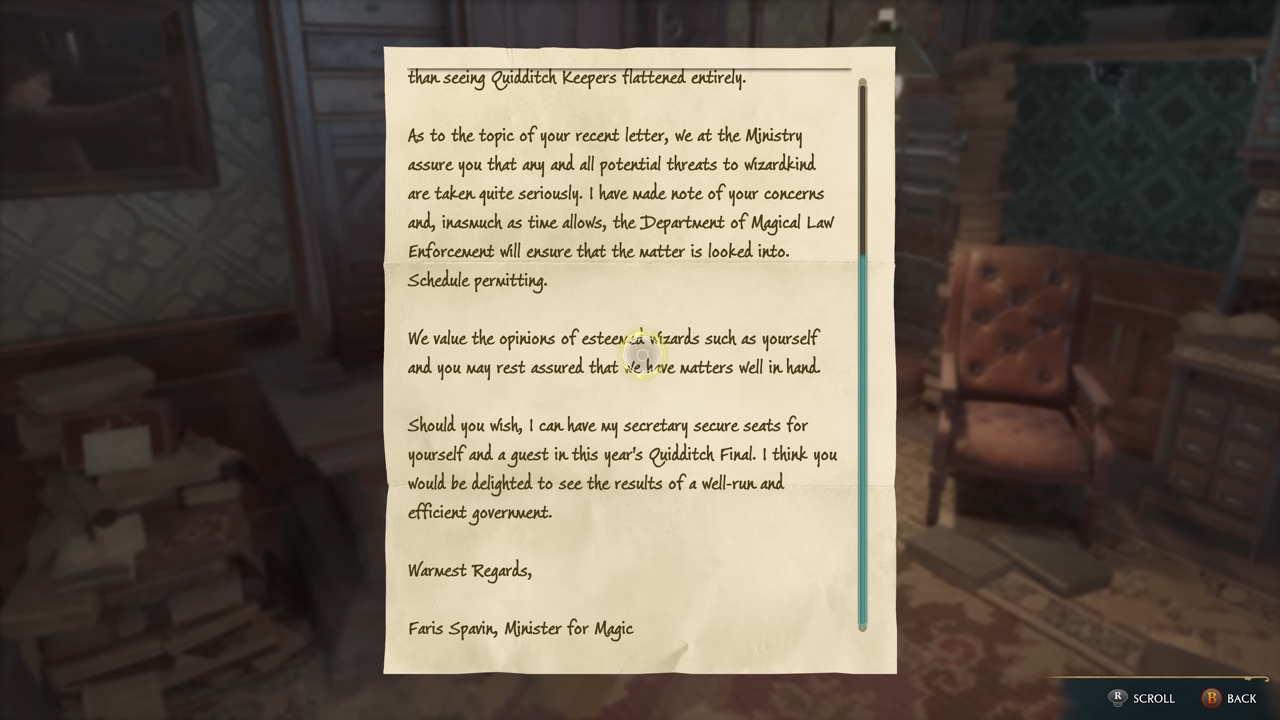 than seeing Quidditch Keepers flattened entirely.
As to the topic of your recent letter, we at the Ministry
assure you that any and all potential threats to wizardkind
are taken quite seriously. I have made note of your concerns
and, inasmuch as time allows, the Department of Magical Law
Enforcement will ensure that the matter is looked into.
Schedule permitting.
We value the opinions of esteemed wizards such as yourself
and you may rest assured that we have matters well in hand.
Should you wish, I can have my secretary secure seats for
yourself and a guest in this year's Quidditch Final. I think you
would be delighted to see the results of a well-run and
efficient government.
Warmest Regards,
Faris Spavin, Minister for Magic
R SCROLL B BACK